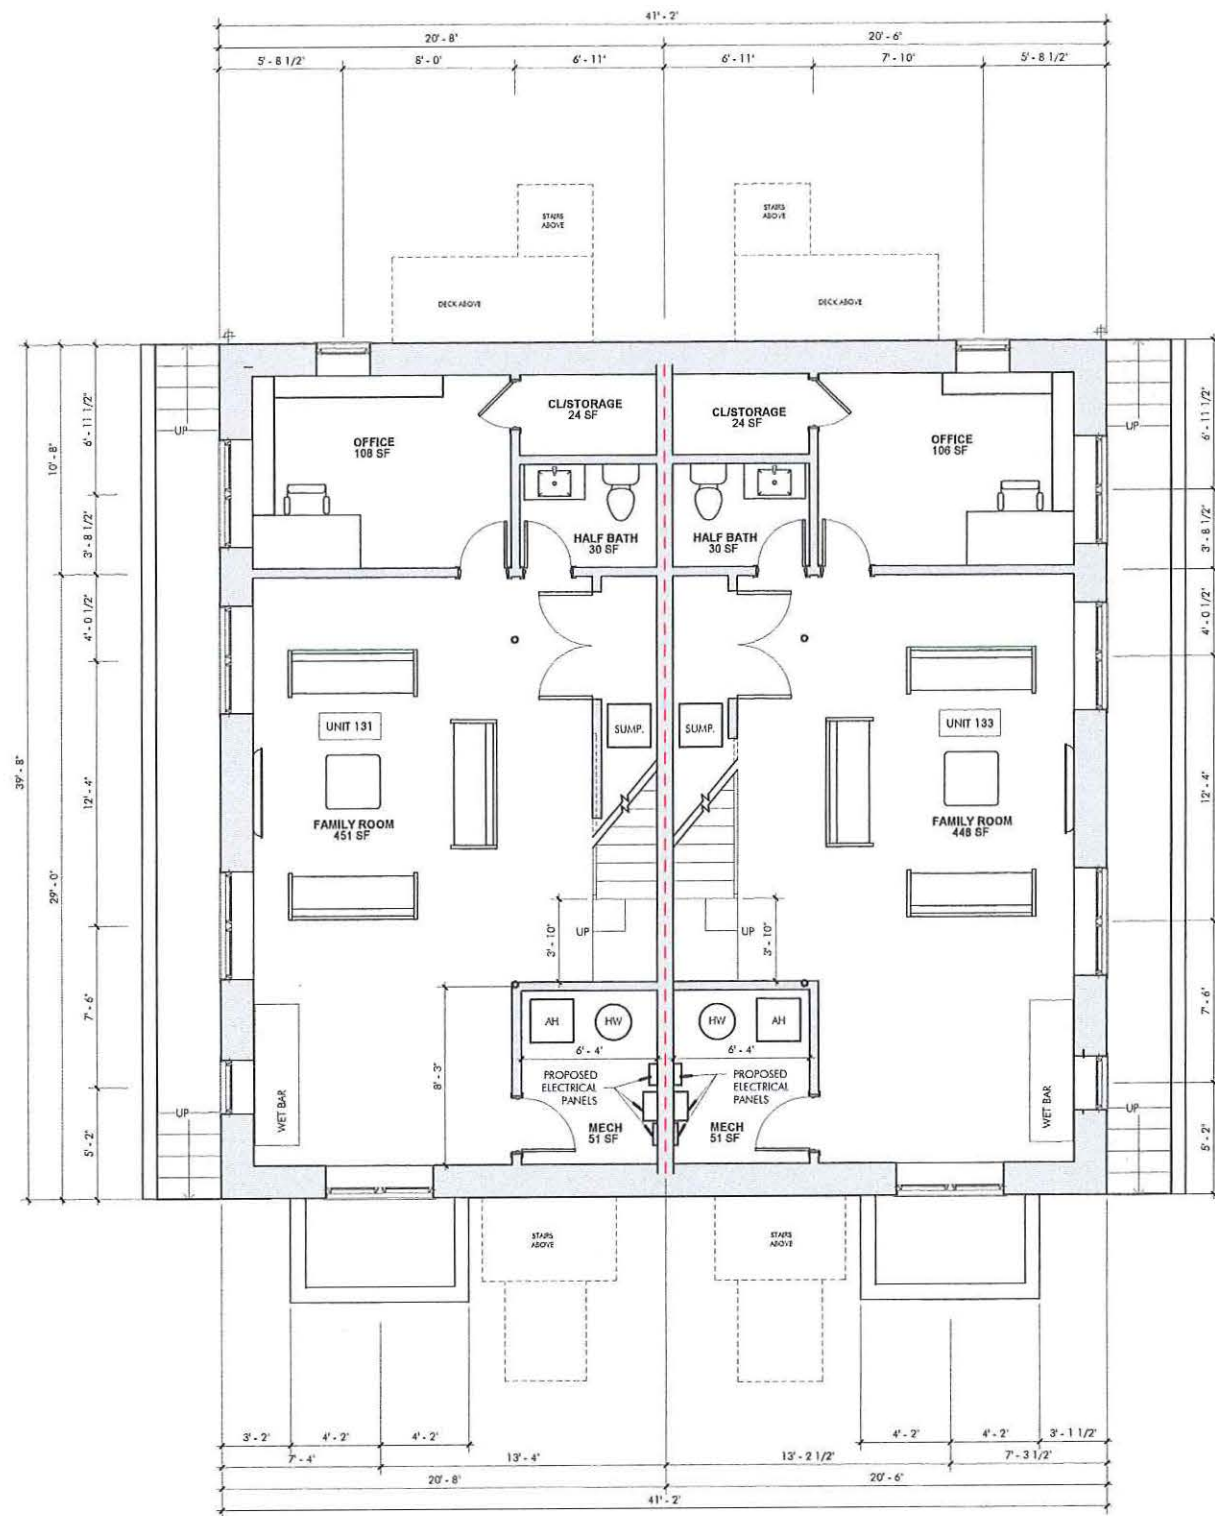 41' - 2"
20' - 8"
20' - 6"
5' - 8 1/2"
8' - 0"
6' - 11"
6' - 11"
7' - 10"
5' - 8 1/2"
STAIRS
ABOVE
STAIRS
ABOVE
DECK ABOVE
DECK ABOVE
CL/STORAGE
24 SF
CL/STORAGE
24 SF
UP
UP
OFFICE
108 SF
OFFICE
106 SF
6' - 11 1/2"
6' - 11 1/2"
10' - 8"
3' - 8 1/2"
3' - 8 1/2"
HALF BATH
30 SF
HALF BATH
30 SF
4' - 0 1/2"
4' - 0 1/2"
UNIT 131
SUMP.
SUMP.
UNIT 133
39' - 8"
12' - 4"
12' - 4"
FAMILY ROOM
451 SF
FAMILY ROOM
448 SF
29' - 0"
3' - 10"
UP
UP
3' - 10"
7' - 6"
7' - 6"
AH
HW
HW
AH
6' - 4"
6' - 4"
8' - 3"
PROPOSED
ELECTRICAL
PANELS
PROPOSED
ELECTRICAL
PANELS
WET BAR
WET BAR
UP
UP
MECH
51 SF
MECH
51 SF
5' - 2"
5' - 2"
STAIRS
ABOVE
STAIRS
ABOVE
3' - 2"
4' - 2"
4' - 2"
4' - 2"
4' - 2"
3' - 1 1/2"
7' - 4"
13' - 4"
13' - 2 1/2"
7' - 3 1/2"
20' - 8"
20' - 6"
41' - 2"